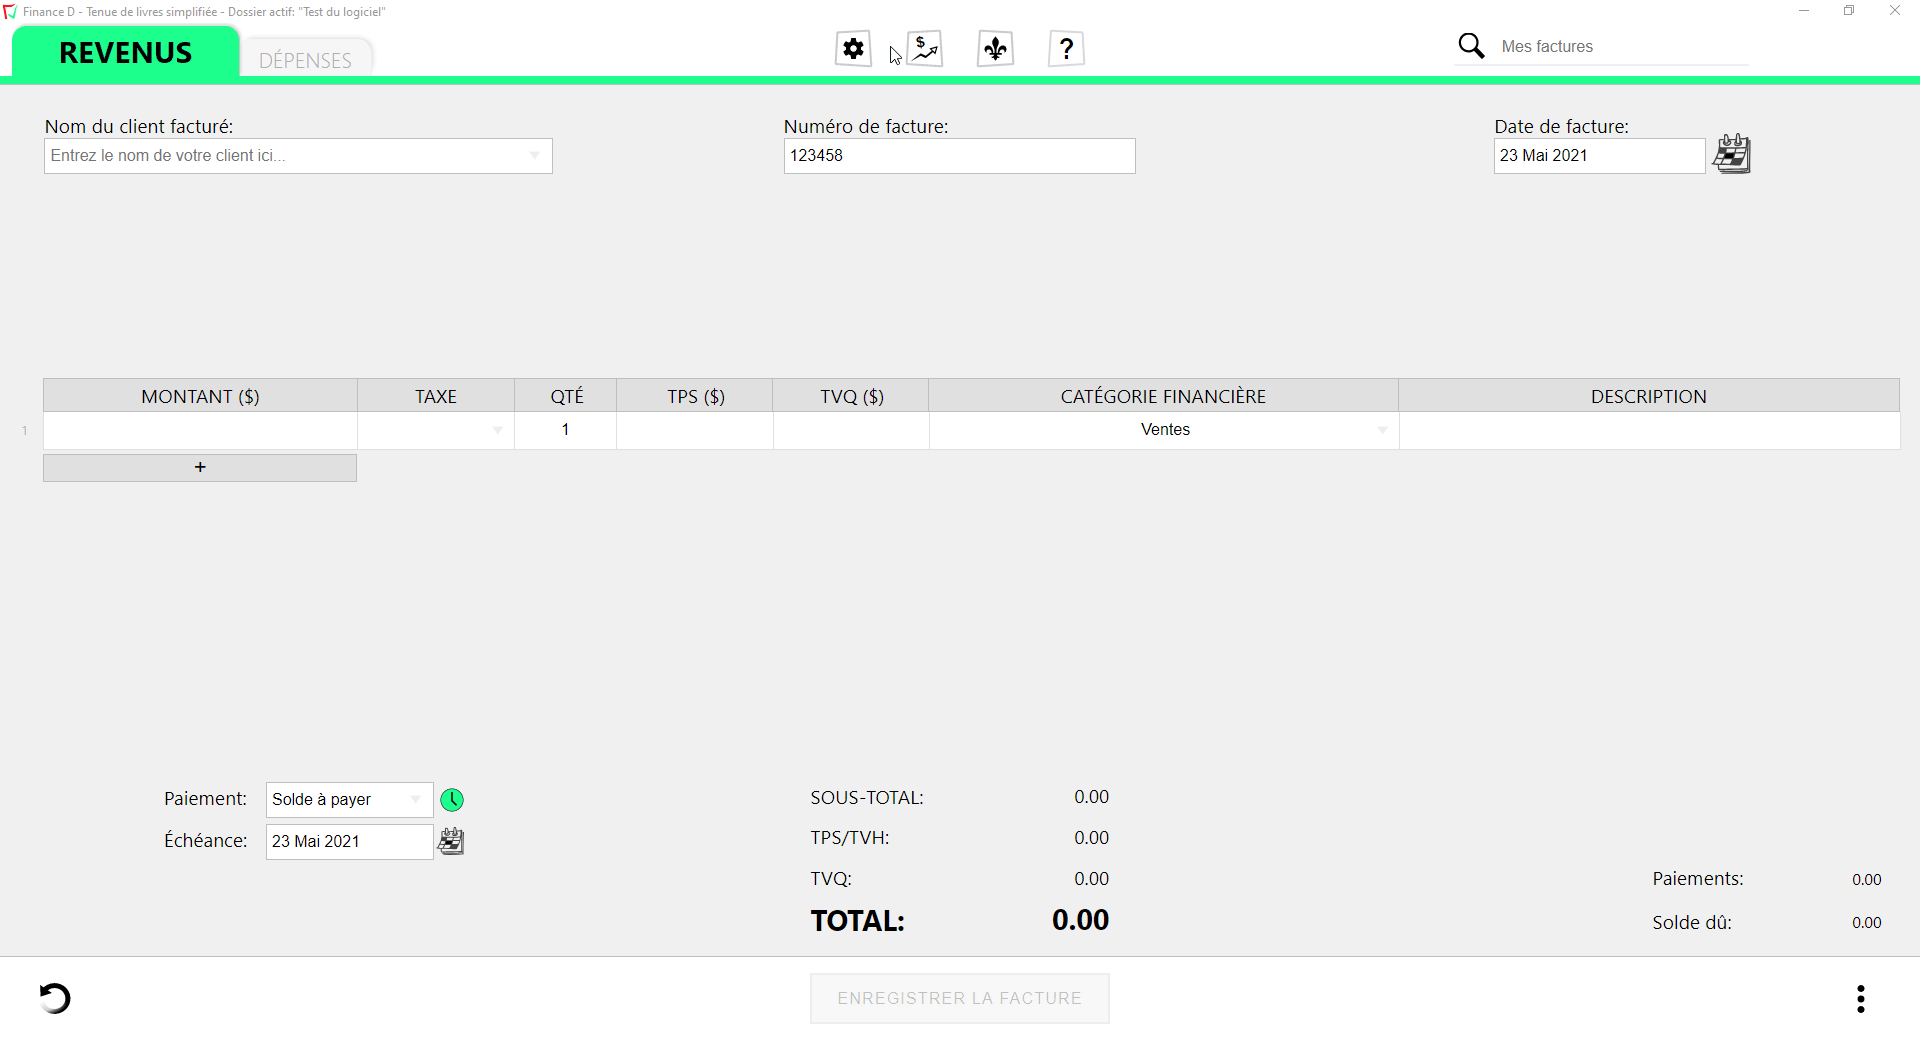 Finance D - Tenue de livres simplifiée - Dossier actif: "Test du logiciel"
REVENUS
DÉPENSES
$
?
Mes factures
Nom du client facturé:
Entrez le nom de votre client ici...
Numéro de facture:
123458
Date de facture:
23 Mai 2021
MONTANT ($) TAXE QTÉ TPS ($) TVQ ($) CATÉGORIE FINANCIÈRE DESCRIPTION
1 1 Ventes
+
Paiement: Solde à payer
Échéance: 23 Mai 2021
SOUS-TOTAL: 0.00
TPS/TVH: 0.00
TVQ: 0.00
TOTAL: 0.00
Paiements: 0.00
Solde dû: 0.00
ENREGISTRER LA FACTURE